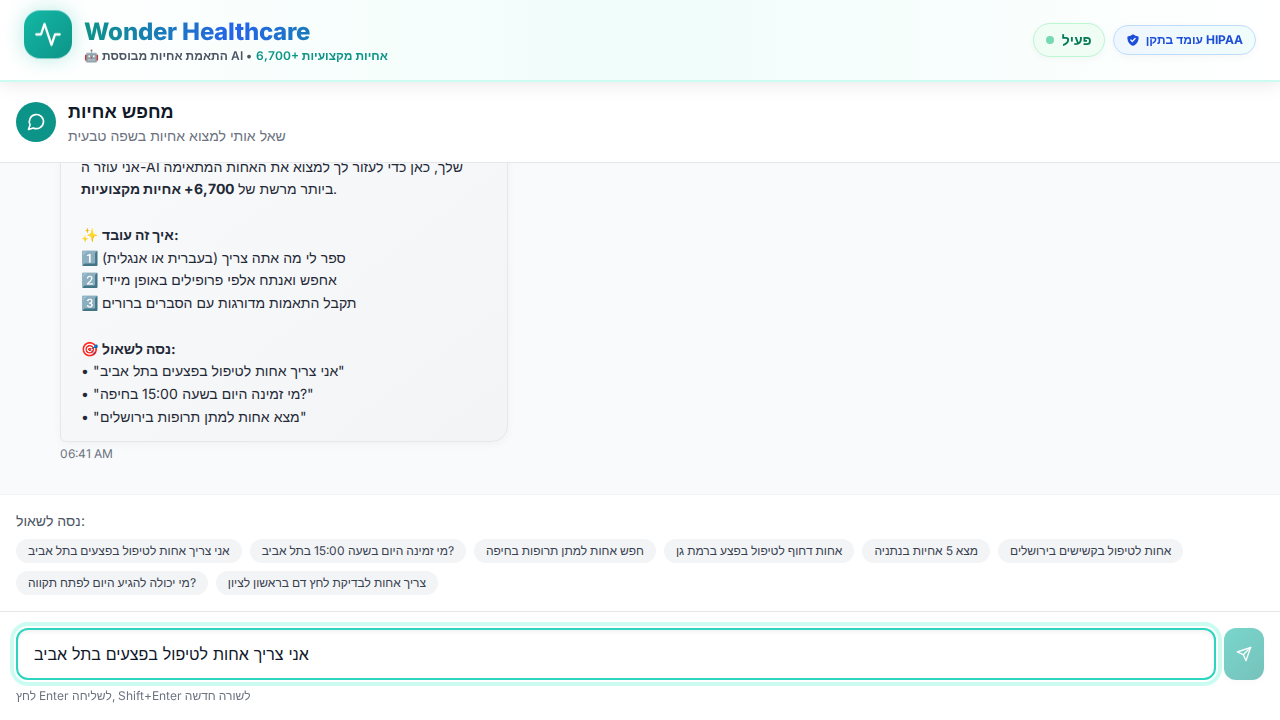 Wonder Healthcare
🤖 התאמת אחיות מבוססת AI • 6,700+ אחיות מקצועיות
פעיל
עומד בתקן HIPAA
מחפש אחיות
שאל אותי למצוא אחיות בשפה טבעית
אני עוזר ה-AI שלך, כאן כדי לעזור לך למצוא את האחות המתאימה
ביותר מרשת של 6,700+ אחיות מקצועיות.
✨ איך זה עובד:
1️⃣ ספר לי מה אתה צריך (בעברית או אנגלית)
2️⃣ אחפש ואנתח אלפי פרופילים באופן מיידי
3️⃣ תקבל התאמות מדורגות עם הסברים ברורים
🎯 נסה לשאול:
• "אני צריך אחות לטיפול בפצעים בתל אביב"
• "מי זמינה היום בשעה 15:00 בחיפה?"
• "מצא אחות למתן תרופות בירושלים"
06:41 AM
נסה לשאול:
אני צריך אחות לטיפול בפצעים בתל אביב
מי זמינה היום בשעה 15:00 בתל אביב?
חפש אחות למתן תרופות בחיפה
אחות דחוף לטיפול בפצע ברמת גן
מצא 5 אחיות בנתניה
אחות לטיפול בקשישים בירושלים
מי יכולה להגיע היום לפתח תקווה?
צריך אחות לבדיקת לחץ דם בראשון לציון
אני צריך אחות לטיפול בפצעים בתל אביב
לחץ Enter לשליחה, Shift+Enter לשורה חדשה